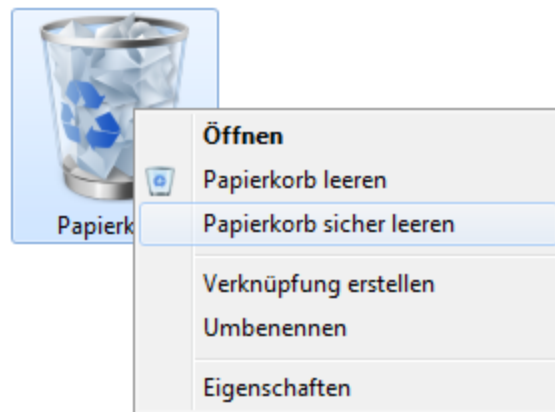 Papierk
Öffnen
Papierkorb leeren
Papierkorb sicher leeren
Verknüpfung erstellen
Umbenennen
Eigenschaften